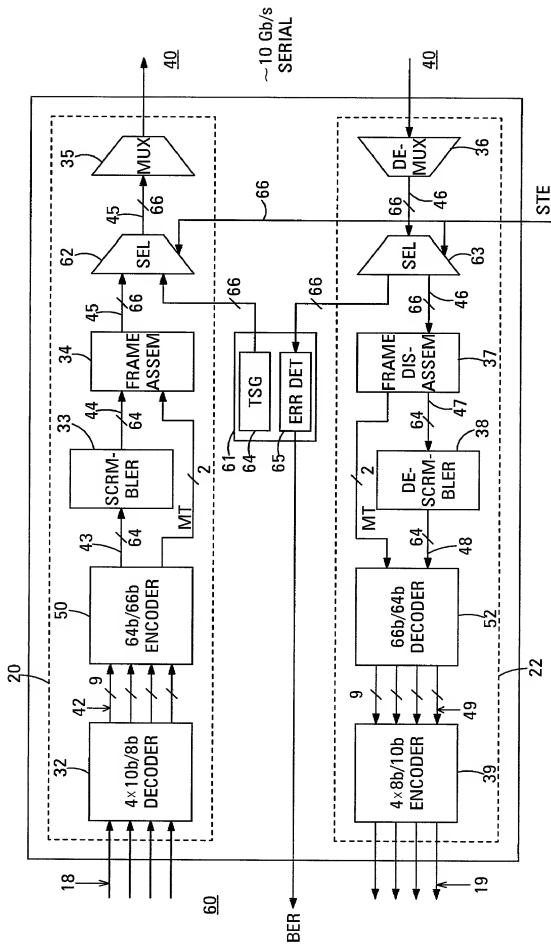 20
18
32
4×10b/8b
DECODER
42
9
50
64b/66b
ENCODER
43
64
MT
2
33
SCRM-
BLER
44
64
34
FRAME
ASSEM
45
66
62
SEL
45
66
35
MUX
40
~10 Gb/s
SERIAL
60
BER
61
64
65
TSG
ERR DET
66
66
66
STE
19
39
4×8b/10b
ENCODER
49
9
52
66b/64b
DECODER
48
64
MT
2
38
DE-
SCRM-
BLER
47
64
37
FRAME
DIS-
ASSEM
46
66
63
SEL
46
66
36
DE-
MUX
40
22